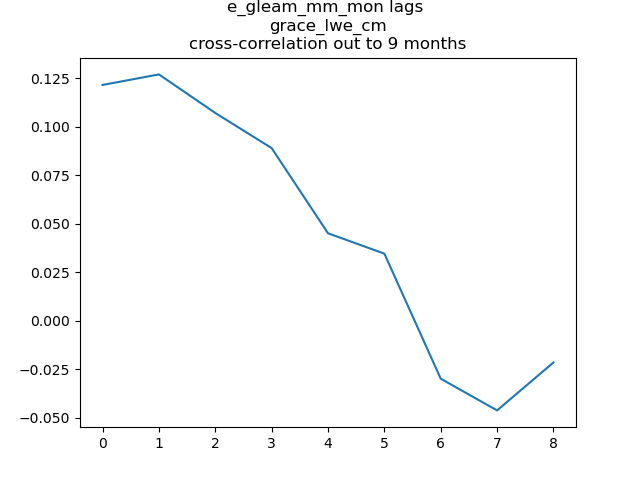 e_gleam_mm_mon lags
grace_lwe_cm
cross-correlation out to 9 months
0.125
0.100
0.075
0.050
0.025
0.000
−0.025
−0.050
0 1 2 3 4 5 6 7 8